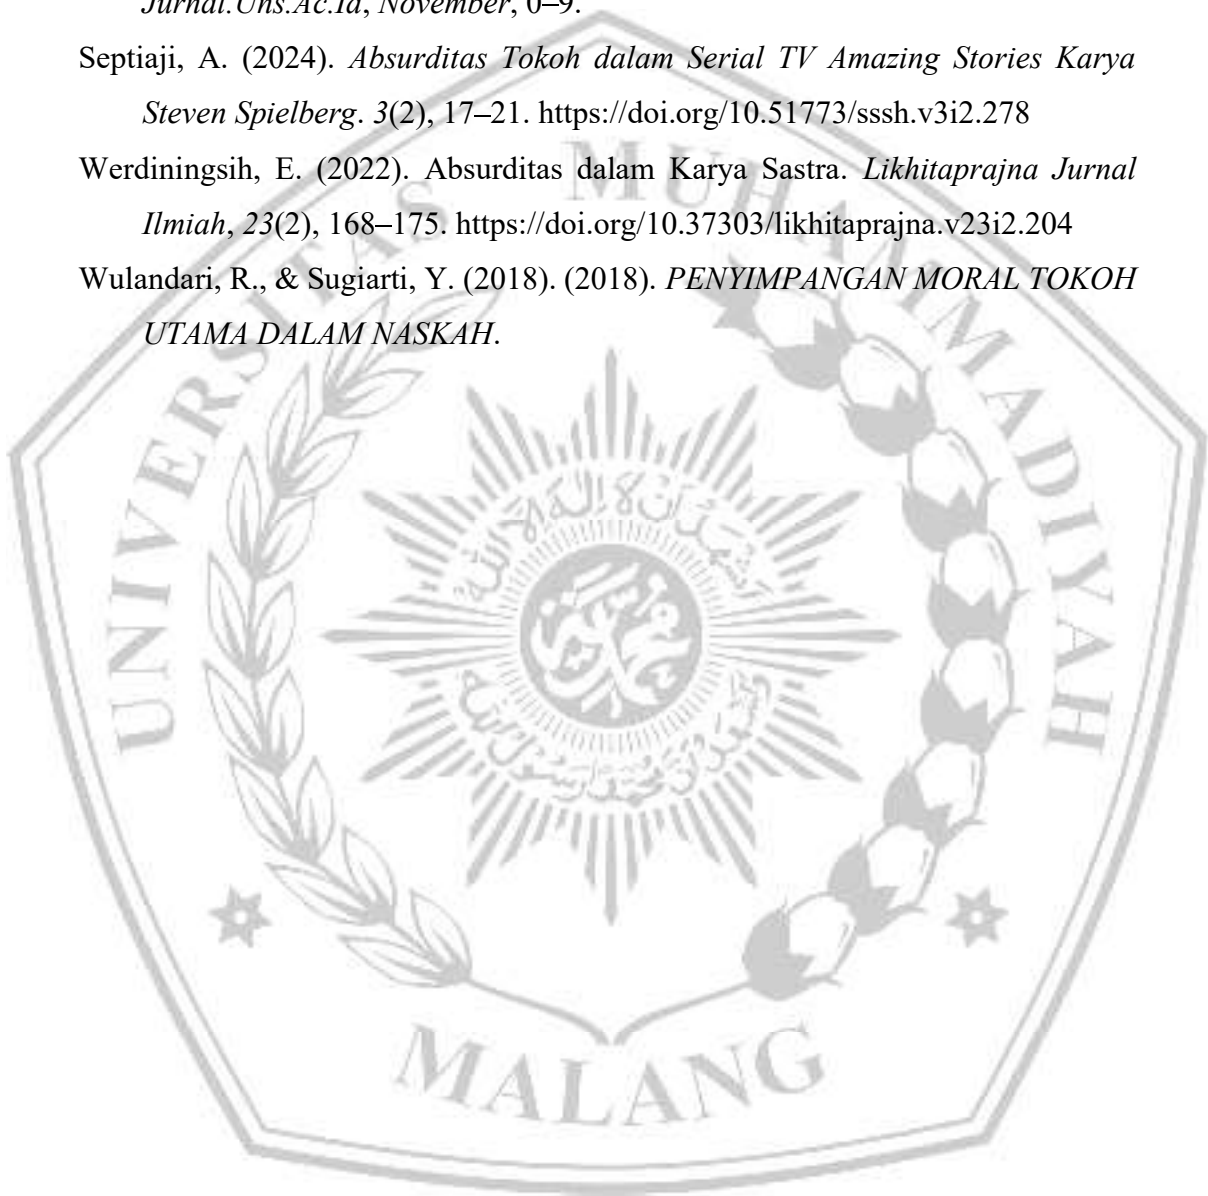 Jurnal.Uns.Ac.Id, November, 0–9.
Septiaji, A. (2024). Absurditas Tokoh dalam Serial TV Amazing Stories Karya
Steven Spielberg. 3(2), 17–21. https://doi.org/10.51773/sssh.v3i2.278
Werdiningsih, E. (2022). Absurditas dalam Karya Sastra. Likhitaprajna Jurnal
Ilmiah, 23(2), 168–175. https://doi.org/10.37303/likhitaprajna.v23i2.204
Wulandari, R., & Sugiarti, Y. (2018). (2018). PENYIMPANGAN MORAL TOKOH
UTAMA DALAM NASKAH.
UNIVERSITAS MUHAMMADIYAH
MALANG